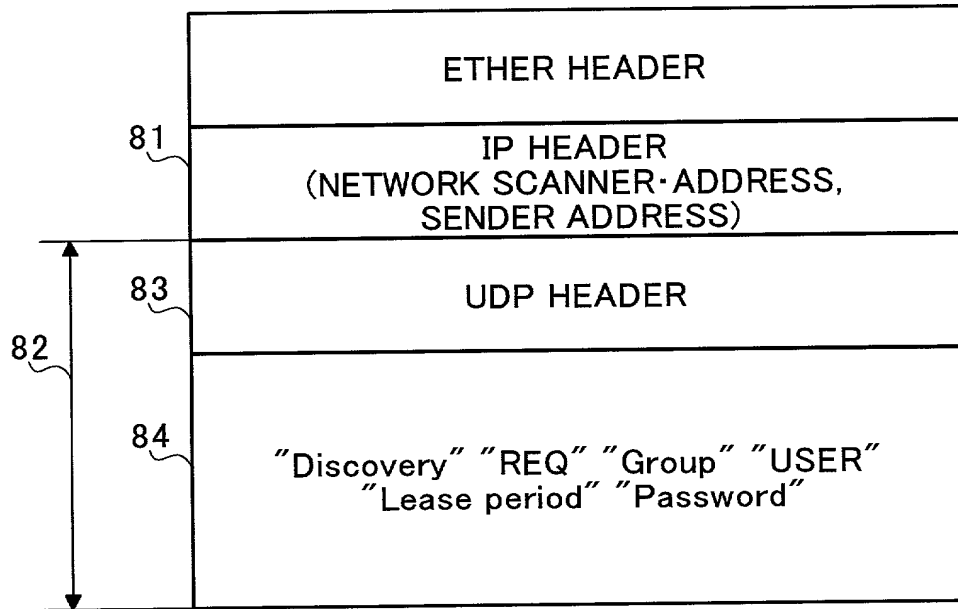 ETHER HEADER
81
IP HEADER
(NETWORK SCANNER·ADDRESS,
SENDER ADDRESS)
83
UDP HEADER
82
84
"Discovery" "REQ" "Group" "USER"
"Lease period" "Password"